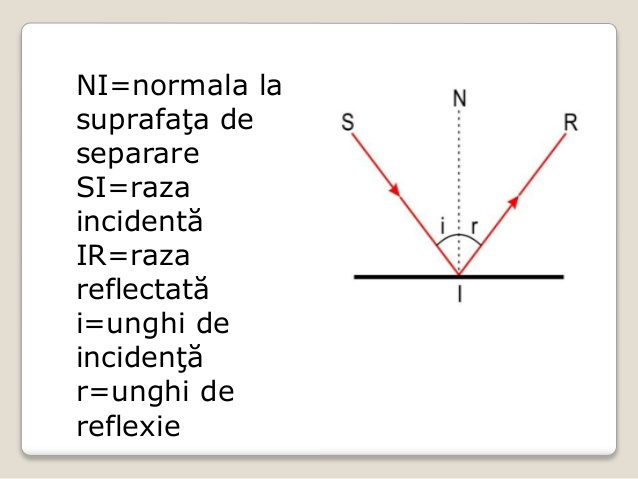 NI=normala la
suprafaţa de
separare
SI=raza
incidentă
IR=raza
reflectată
i=unghi de
incidenţă
r=unghi de
reflexie
N
S
R
i
r
I